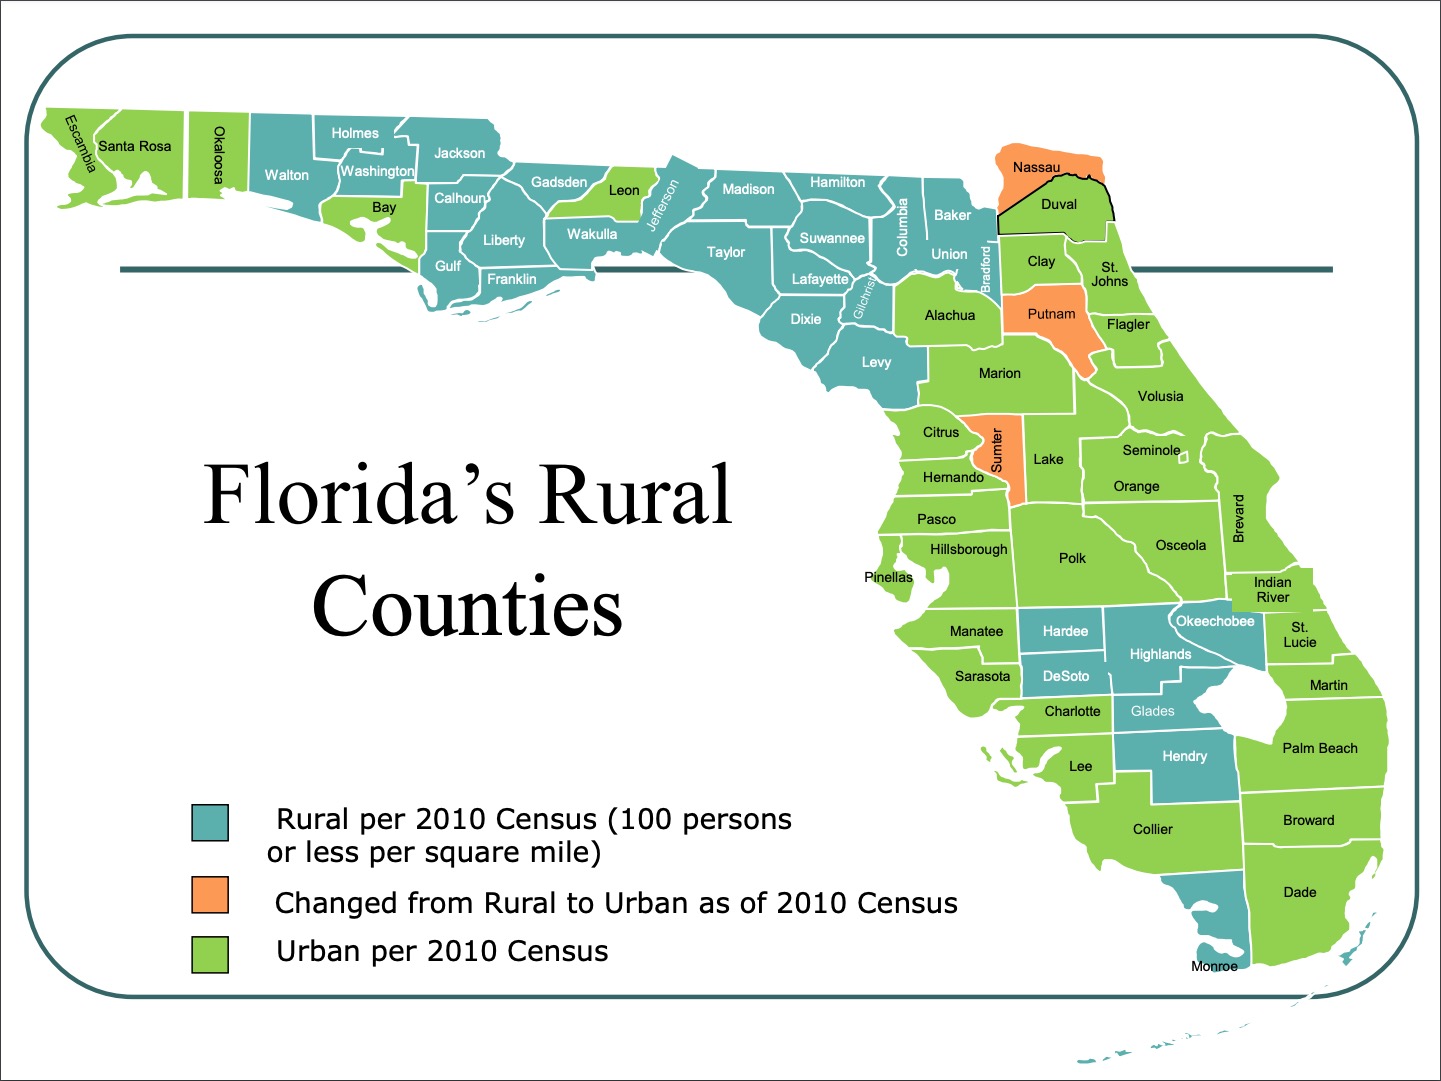 Escambia
Santa Rosa
Okaloosa
Walton
Holmes
Washington
Jackson
Bay
Calhoun
Gulf
Liberty
Franklin
Gadsden
Leon
Wakulla
Jefferson
Madison
Taylor
Hamilton
Suwannee
Lafayette
Dixie
Gilchrist
Columbia
Baker
Union
Bradford
Nassau
Duval
Clay
St.
Johns
Alachua
Putnam
Flagler
Levy
Marion
Volusia
Citrus
Sumter
Lake
Seminole
Orange
Hernando
Brevard
Pasco
Hillsborough
Pinellas
Polk
Osceola
Indian
River
Manatee
Hardee
Highlands
Okeechobee
St.
Lucie
Sarasota
DeSoto
Martin
Charlotte
Glades
Palm Beach
Lee
Hendry
Collier
Broward
Dade
Monroe
Florida’s Rural
Counties
Rural per 2010 Census (100 persons
or less per square mile)
Changed from Rural to Urban as of 2010 Census
Urban per 2010 Census